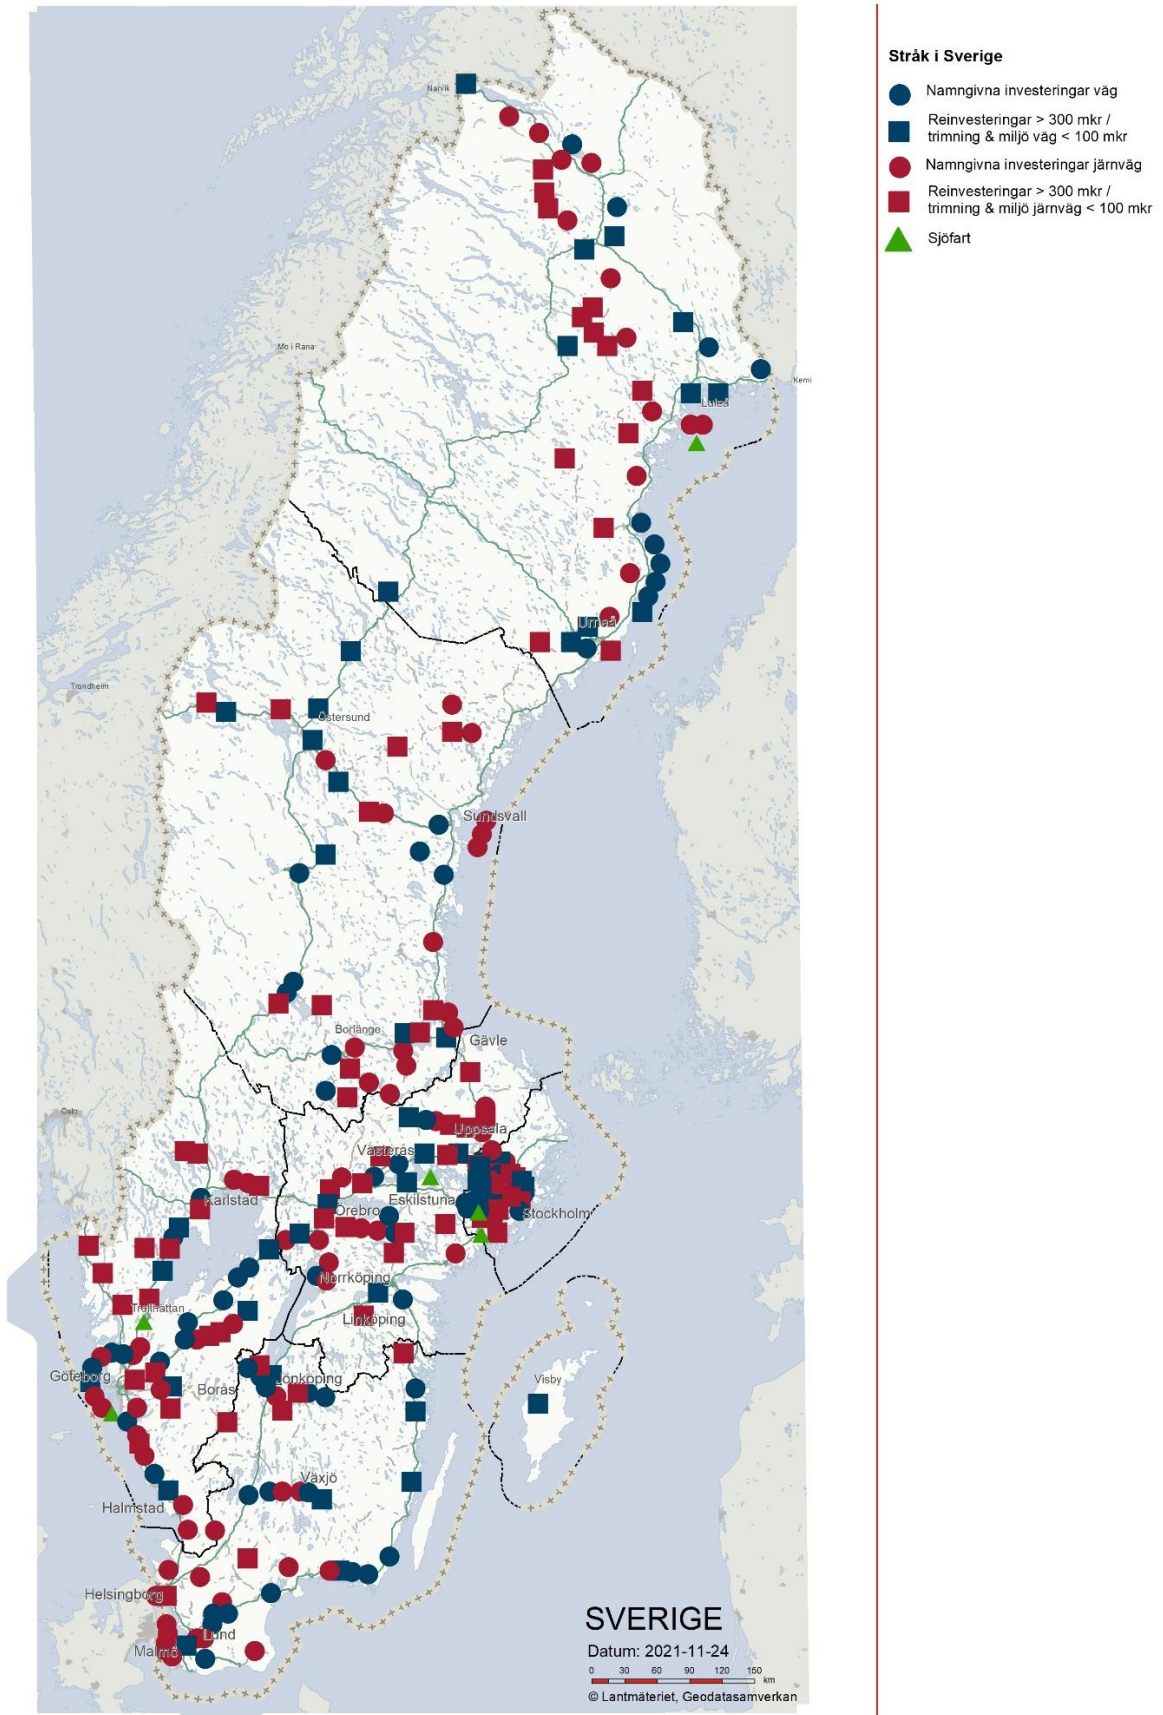 Stråk i Sverige
Namngivna investeringar väg
Reinvesteringar > 300 mkr /
trimning & miljö väg < 100 mkr
Namngivna investeringar järnväg
Reinvesteringar > 300 mkr /
trimning & miljö järnväg < 100 mkr
Sjöfart
Narvik
Mo i Rana
Kemi
Luleå
Umeå
Trondheim
Östersund
Sundsvall
Borlänge
Gävle
Oslo
Uppsala
Västerås
Karlstad
Eskilstuna
Örebro
Stockholm
Norrköping
Trollhättan
Linköping
Göteborg
Borås
Jönköping
Visby
Växjö
Halmstad
Helsingborg
Lund
Malmö
SVERIGE
Datum: 2021-11-24
0 30 60 90 120 160
km
© Lantmäteriet, Geodatasamverkan